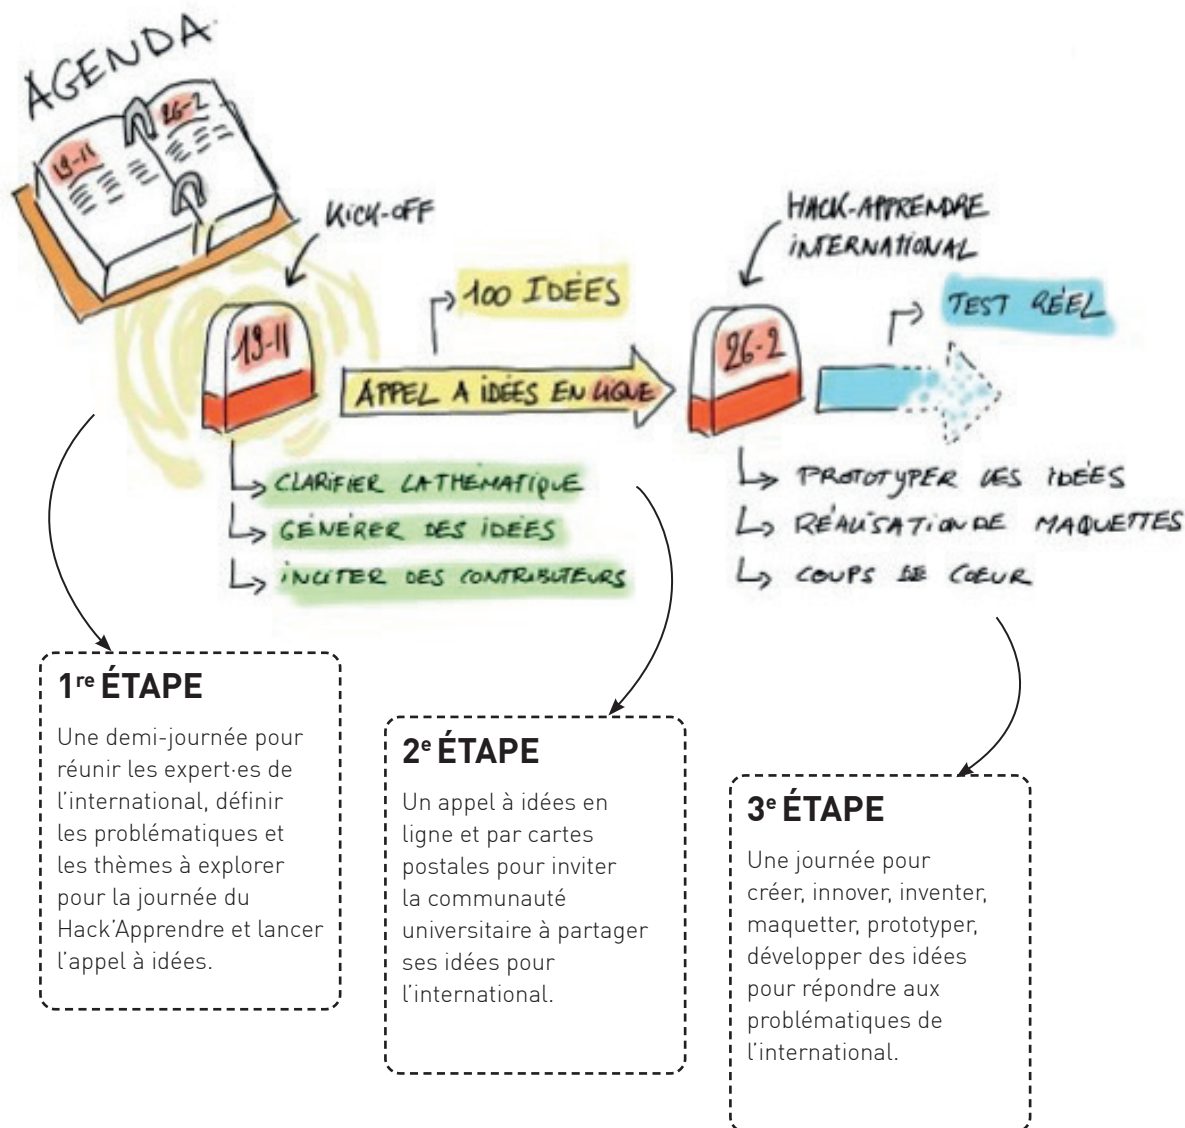 AGENDA
19-11
26-2
KICK-OFF
HACK-APPRENDRE
INTERNATIONAL
100 IDÉES
TEST RÉEL
19-11
APPEL A IDÉES EN LIGNE
26-2
CLARIFIER LA THÉMATIQUE
GÉNÉRER DES IDÉES
INCITER DES CONTRIBUTEURS
PROTOTYPER LES IDÉES
RÉALISATION DE MAQUETTES
COUPS DE COEUR
1re ÉTAPE
Une demi-journée pour
réunir les expert·es de
l’international, définir
les problématiques et
les thèmes à explorer
pour la journée du
Hack’Apprendre et lancer
l’appel à idées.
2e ÉTAPE
Un appel à idées en
ligne et par cartes
postales pour inviter
la communauté
universitaire à partager
ses idées pour
l’international.
3e ÉTAPE
Une journée pour
créer, innover, inventer,
maquetter, prototyper,
développer des idées
pour répondre aux
problématiques de
l’international.